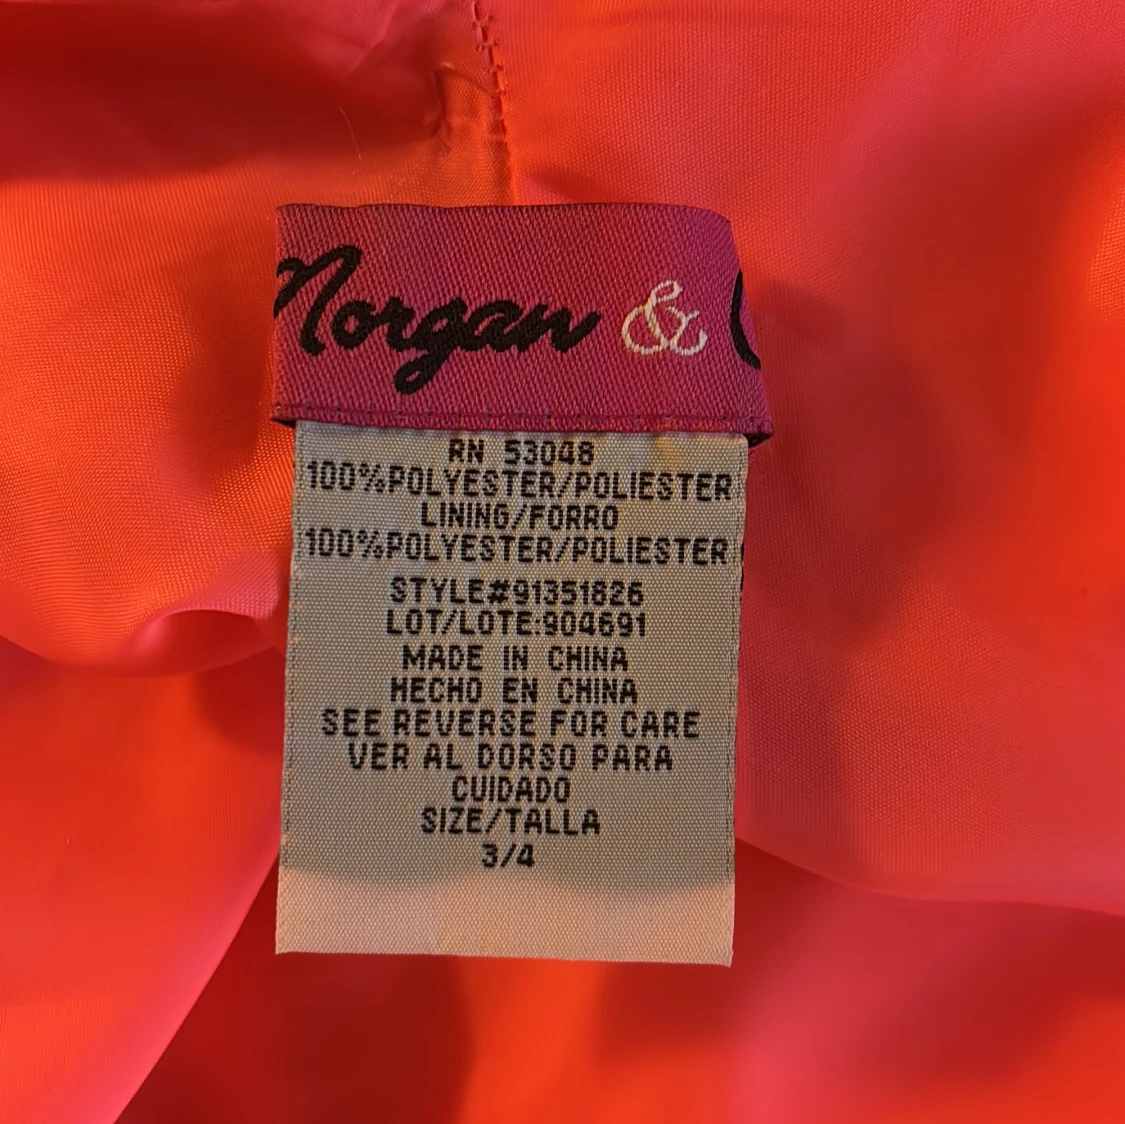 Morgan &
RN 53048
100%POLYESTER/POLIESTER
LINING/FORRO
100%POLYESTER/POLIESTER
STYLE#91351826
LOT/LOTE:904691
MADE IN CHINA
HECHO EN CHINA
SEE REVERSE FOR CARE
VER AL DORSO PARA
CUIDADO
SIZE/TALLA
3/4